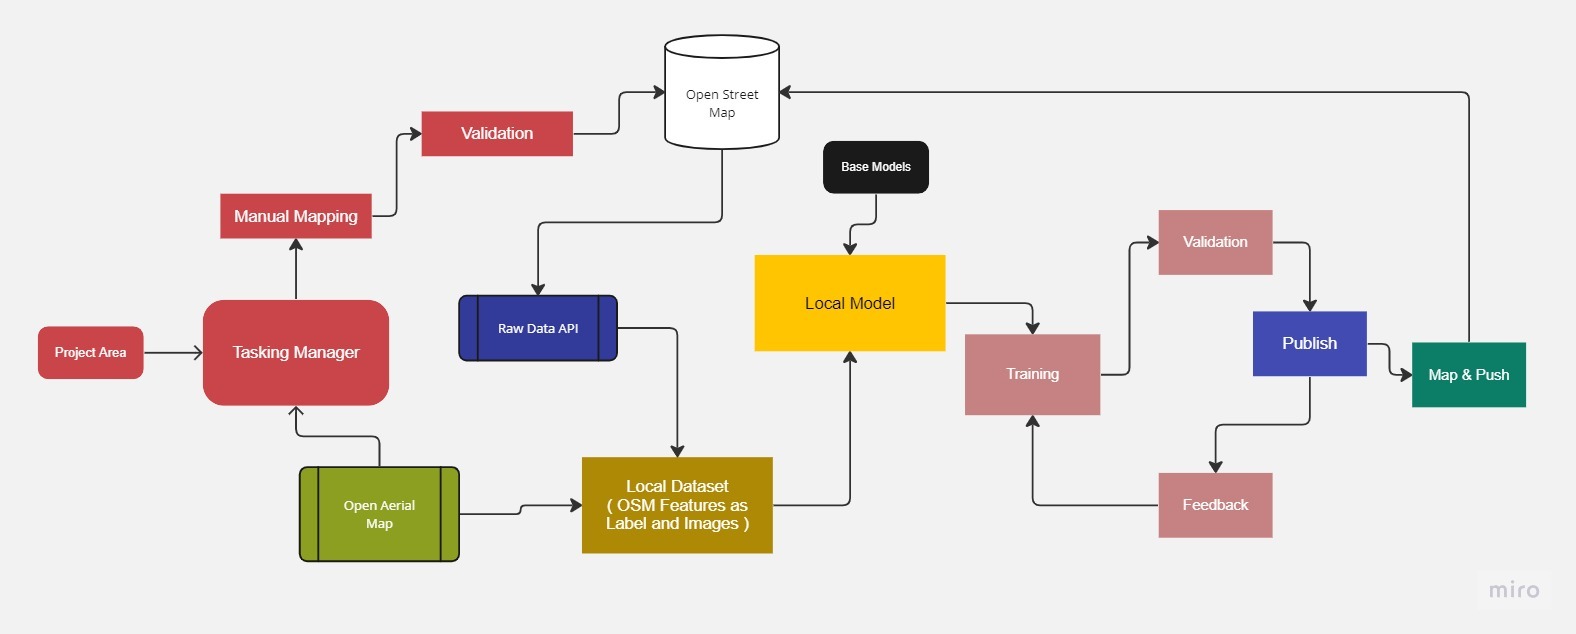 Open Street
Map
Validation
Base Models
Manual Mapping
Validation
Local Model
Raw Data API
Project Area
Tasking Manager
Publish
Training
Map & Push
Open Aerial
Map
Local Dataset
( OSM Features as
Label and Images )
Feedback
miro